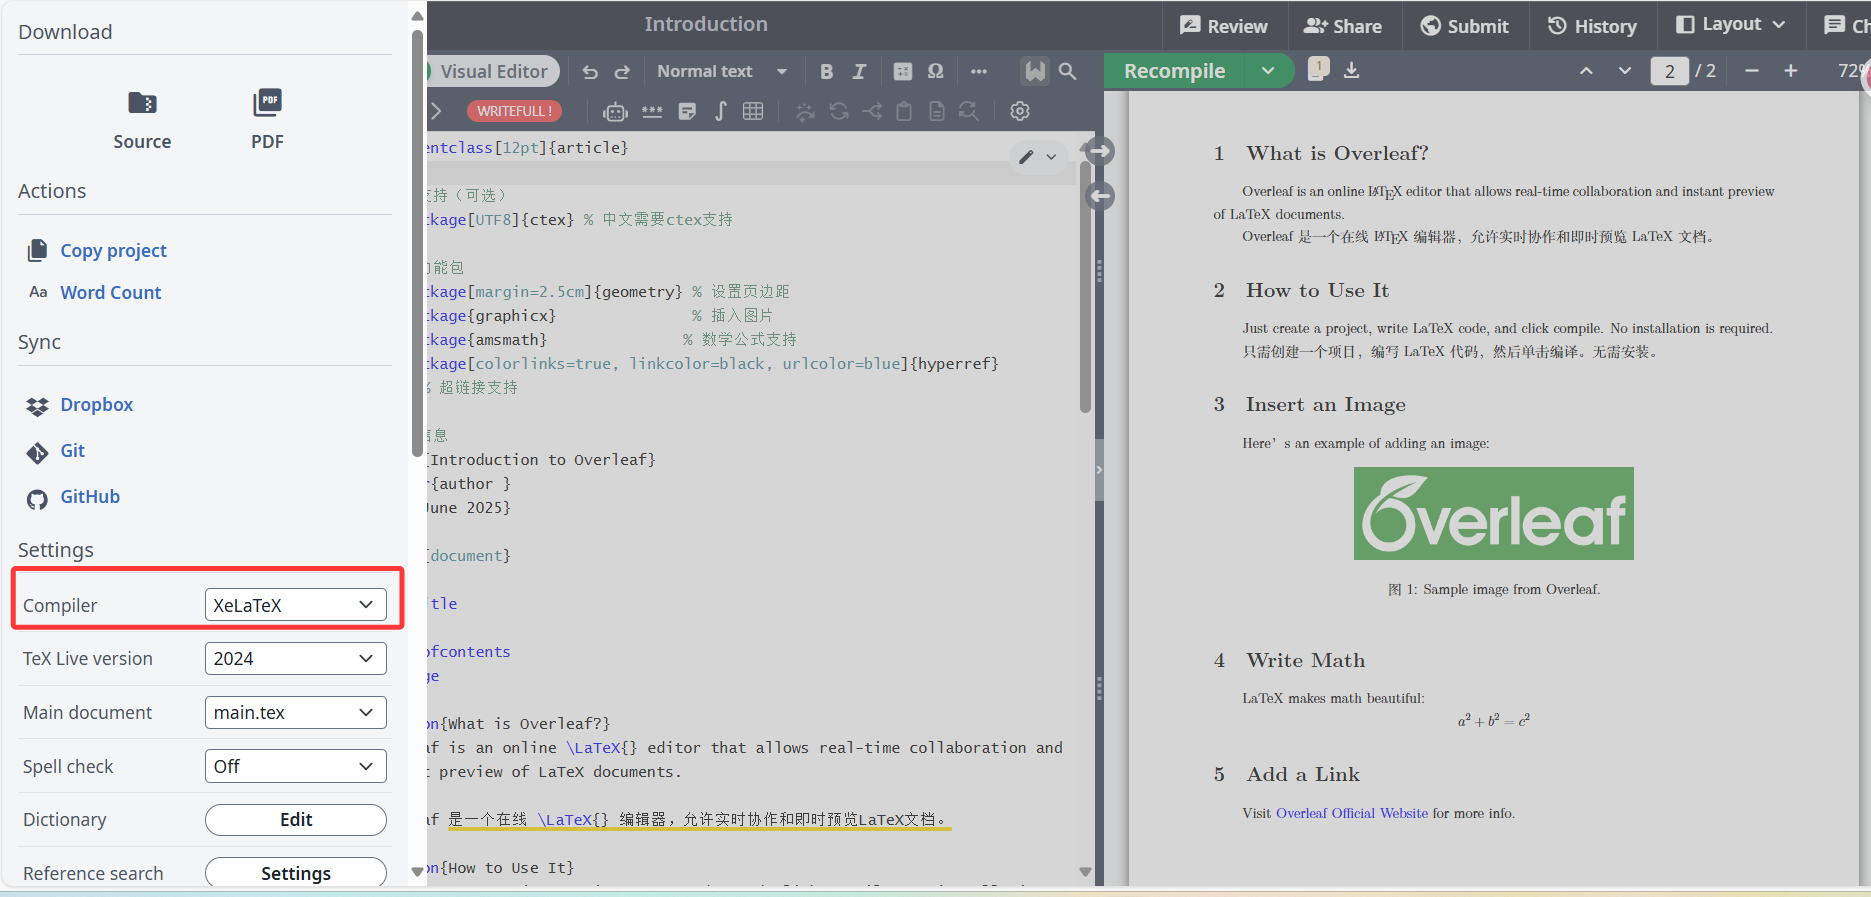 Download
Source
PDF
Actions
Copy project
Aa Word Count
Sync
Dropbox
Git
GitHub
Settings
Compiler XeLaTeX
TeX Live version 2024
Main document main.tex
Spell check Off
Dictionary Edit
Reference search Settings
Introduction
Review
Share
Submit
History
Layout
Visual Editor
Normal text
B I
Ω
Recompile
1
2 / 2
72%
WRITEFULL !
entclass[12pt]{article}
支持（可选）
ckage[UTF8]{ctex} % 中文需要ctex支持
功能包
ckage[margin=2.5cm]{geometry} % 设置页边距
ckage{graphicx} % 插入图片
ckage{amsmath} % 数学公式支持
ckage[colorlinks=true, linkcolor=black, urlcolor=blue]{hyperref}
% 超链接支持
信息
{Introduction to Overleaf}
r{author }
June 2025}
{document}
itle
ofcontents
ge
on{What is Overleaf?}
af is an online \LaTeX{} editor that allows real-time collaboration and
t preview of LaTeX documents.
af 是一个在线 \LaTeX{} 编辑器，允许实时协作和即时预览LaTeX文档。
on{How to Use It}
1 What is Overleaf?
Overleaf is an online LATEX editor that allows real-time collaboration and instant preview
of LaTeX documents.
Overleaf 是一个在线 LATEX 编辑器，允许实时协作和即时预览 LaTeX 文档。
2 How to Use It
Just create a project, write LaTeX code, and click compile. No installation is required.
只需创建一个项目，编写 LaTeX 代码，然后单击编译。无需安装。
3 Insert an Image
Here’s an example of adding an image:
Overleaf
图 1: Sample image from Overleaf.
4 Write Math
LaTeX makes math beautiful:
a² + b² = c²
5 Add a Link
Visit Overleaf Official Website for more info.